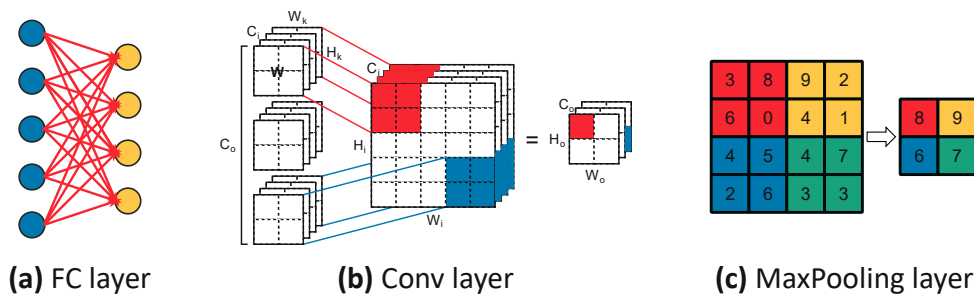 W_k
C_i
H_k
W
C_i
C_o
H_i
W_i
=
C_o
H_o
W_o
3 8 9 2
6 0 4 1
4 5 4 7
2 6 3 3
8 9
6 7
(a) FC layer
(b) Conv layer
(c) MaxPooling layer